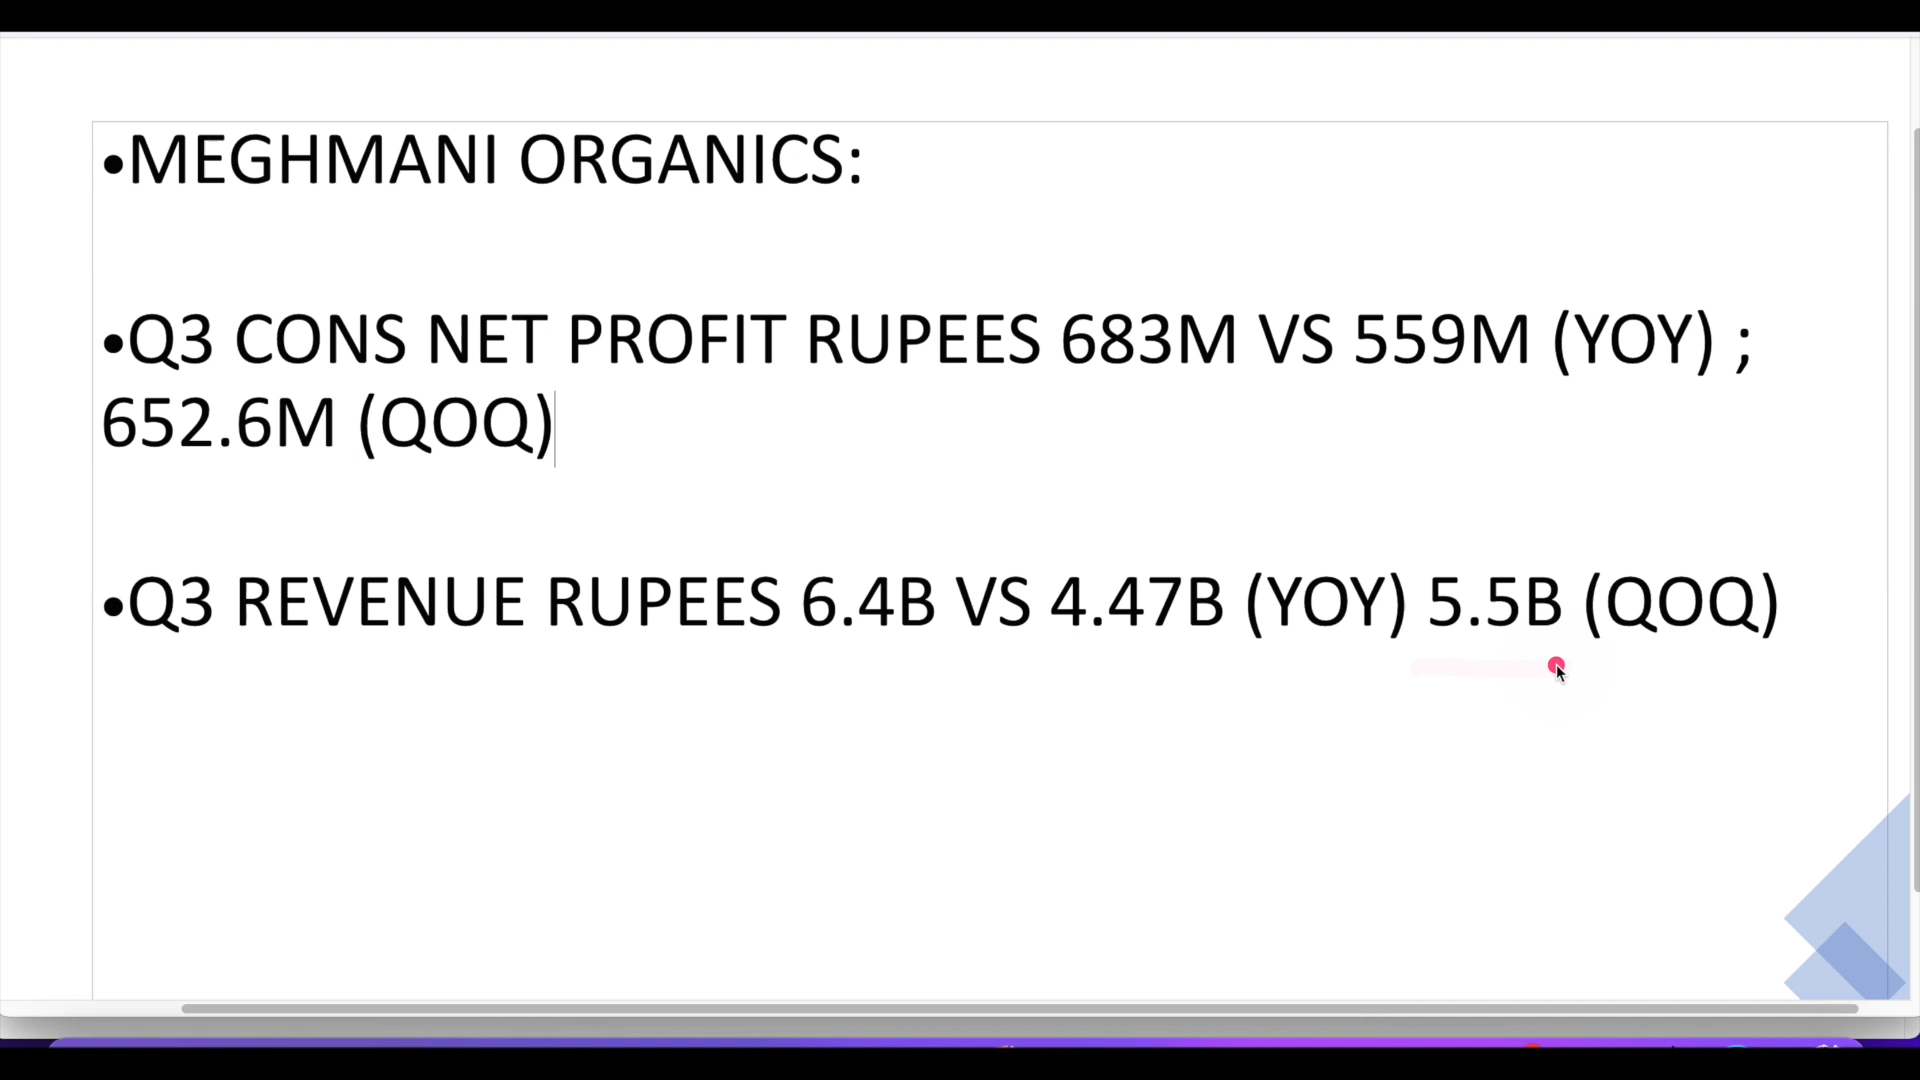 •MEGHMANI ORGANICS:
•Q3 CONS NET PROFIT RUPEES 683M VS 559M (YOY) ;
652.6M (QOQ)
•Q3 REVENUE RUPEES 6.4B VS 4.47B (YOY) 5.5B (QOQ)